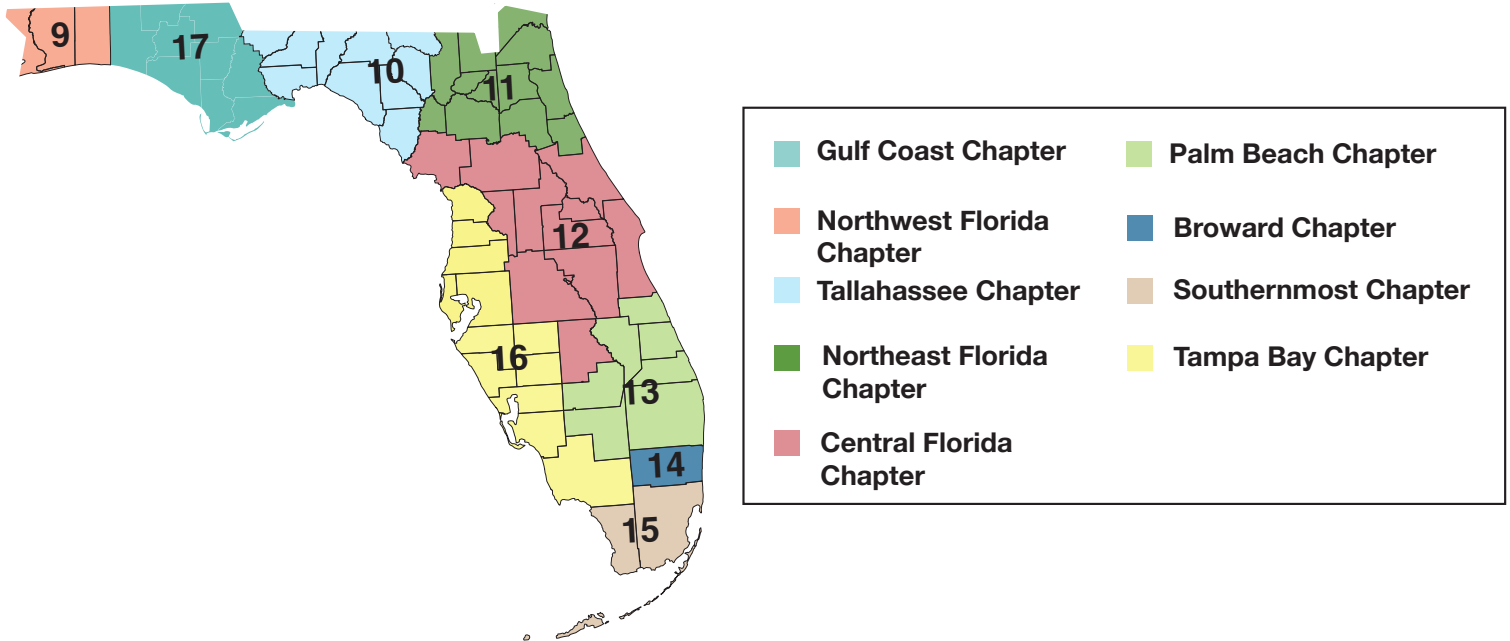 9
17
10
11
12
16
13
14
15
Gulf Coast Chapter
Northwest Florida
Chapter
Tallahassee Chapter
Northeast Florida
Chapter
Central Florida
Chapter
Palm Beach Chapter
Broward Chapter
Southernmost Chapter
Tampa Bay Chapter